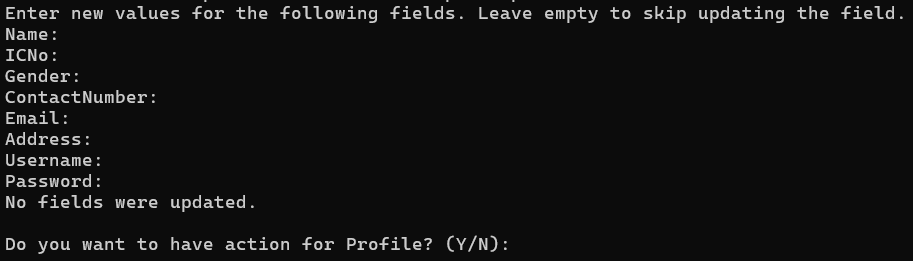 Enter new values for the following fields. Leave empty to skip updating the field.
Name:
ICNo:
Gender:
ContactNumber:
Email:
Address:
Username:
Password:
No fields were updated.
Do you want to have action for Profile? (Y/N):